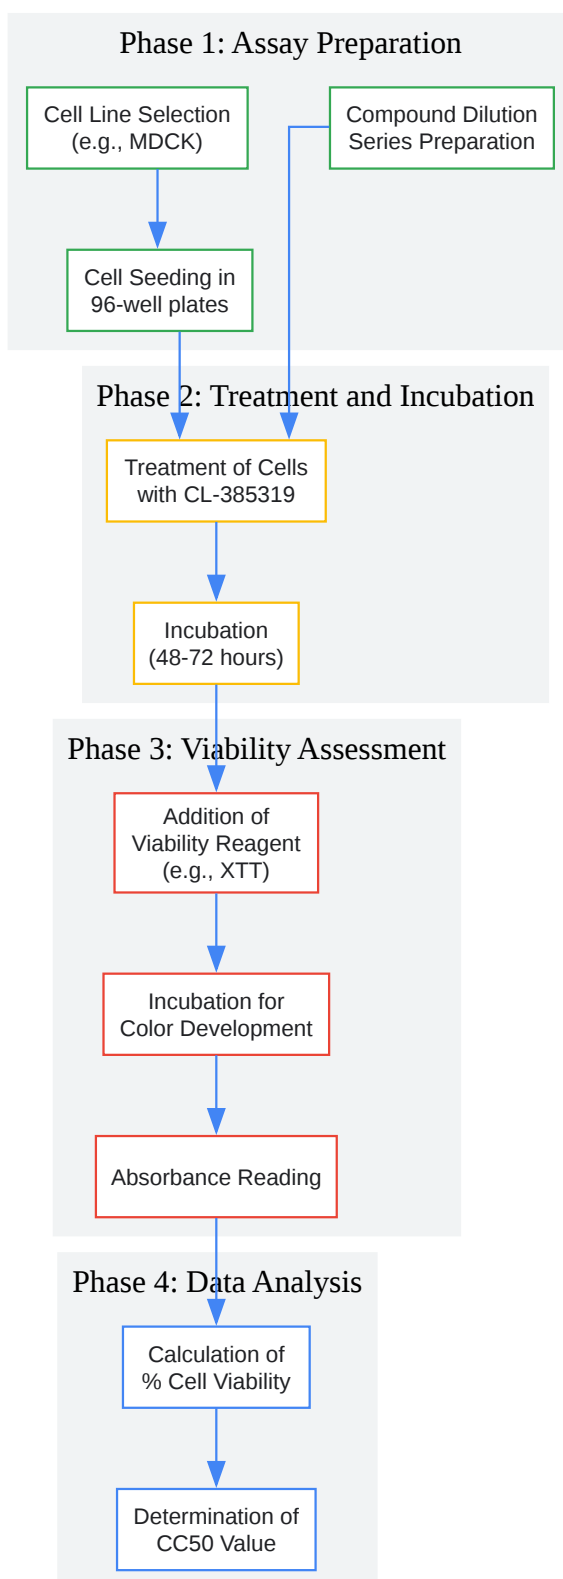 Phase 1: Assay Preparation
Cell Line Selection
(e.g., MDCK)
Compound Dilution
Series Preparation
Cell Seeding in
96-well plates
Phase 2: Treatment and Incubation
Treatment of Cells
with CL-385319
Incubation
(48-72 hours)
Phase 3: Viability Assessment
Addition of
Viability Reagent
(e.g., XTT)
Incubation for
Color Development
Absorbance Reading
Phase 4: Data Analysis
Calculation of
% Cell Viability
Determination of
CC50 Value